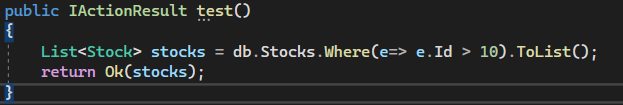 public IActionResult test()
{
List<Stock> stocks = db.Stocks.Where(e=> e.Id > 10).ToList();
return Ok(stocks);
}